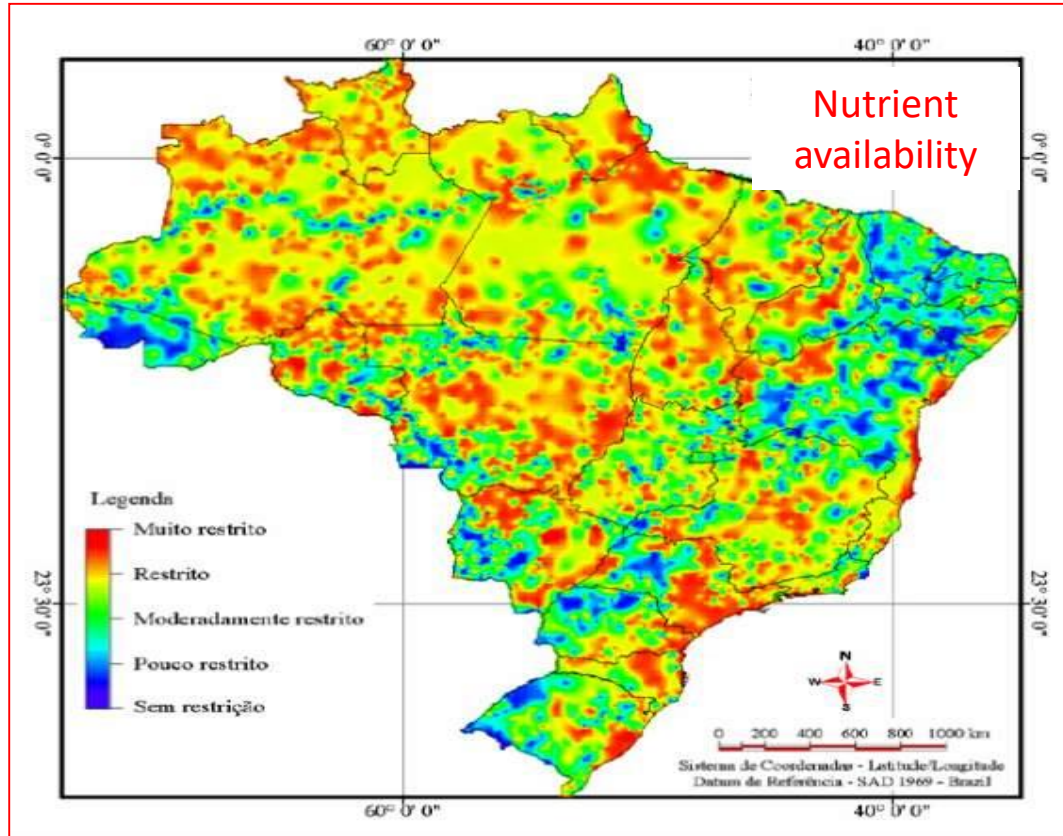 60° 0' 0"
40° 0' 0"
Nutrient
availability
0° 0' 0"
0° 0' 0"
Legenda
Muito restrito
Restrito
Moderadamente restrito
Pouco restrito
Sem restrição
23° 30' 0"
23° 30' 0"
N
W E
S
0 200 400 600 800 1000 km
Sistema de Coordenadas - Latitude/Longitude
Datum de Referência - SAD 1969 - Brazil
60° 0' 0"
40° 0' 0"